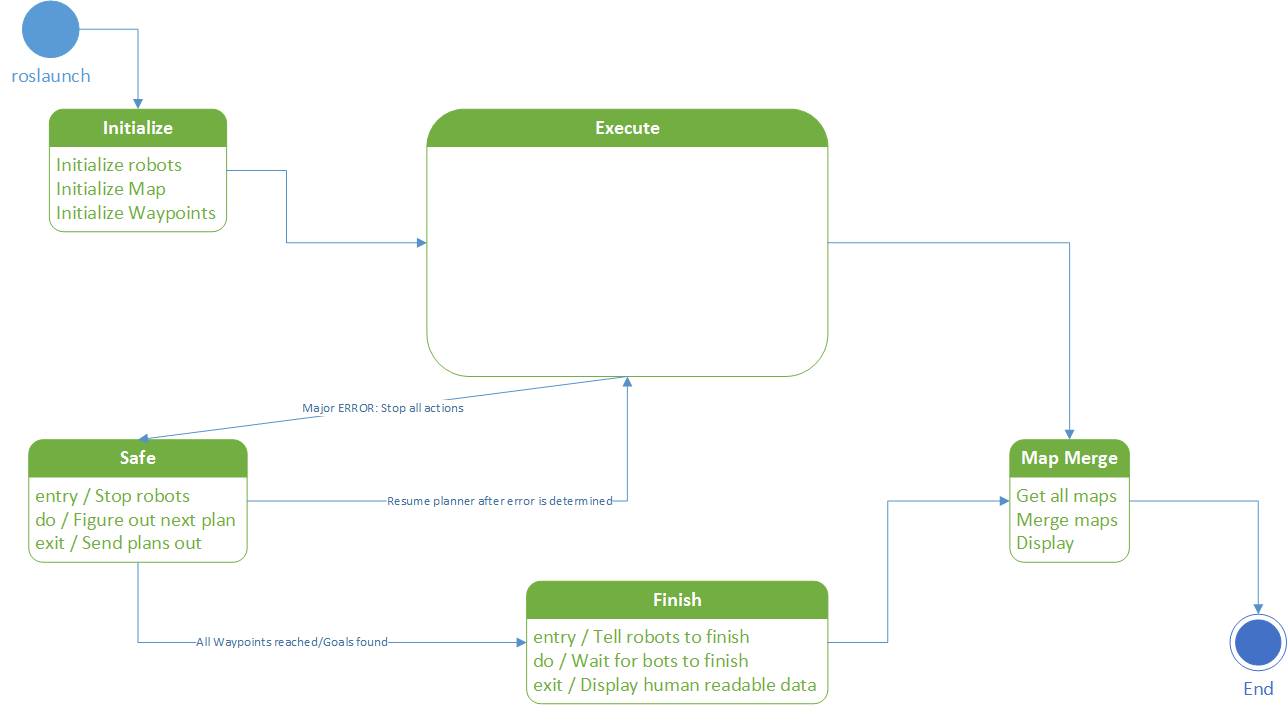 roslaunch
Initialize
Initialize robots
Initialize Map
Initialize Waypoints
Execute
Major ERROR: Stop all actions
Safe
entry / Stop robots
do / Figure out next plan
exit / Send plans out
Resume planner after error is determined
Map Merge
Get all maps
Merge maps
Display
All Waypoints reached/Goals found
Finish
entry / Tell robots to finish
do / Wait for bots to finish
exit / Display human readable data
End